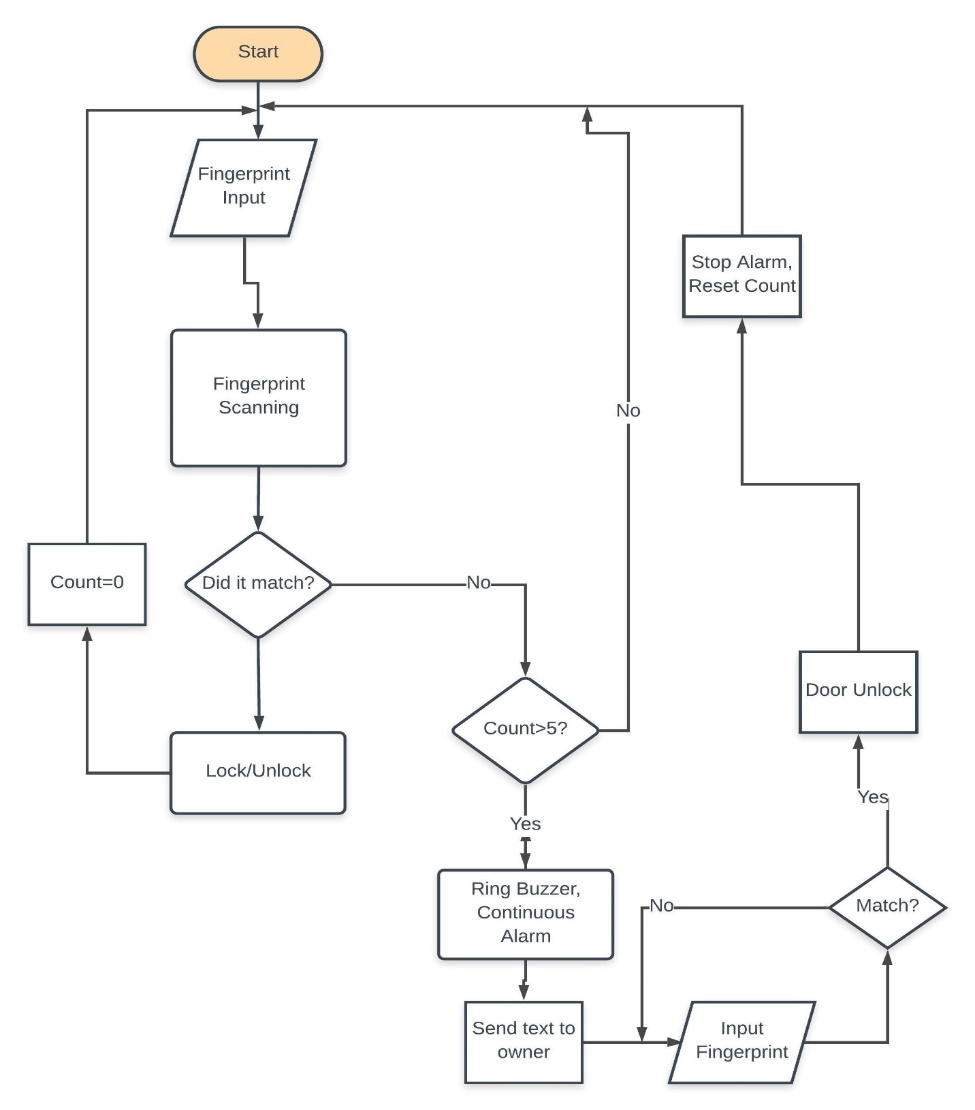 Start
Fingerprint
Input
Stop Alarm,
Reset Count
Fingerprint
Scanning
No
Count=0
Did it match?
No
Door Unlock
Count>5?
Lock/Unlock
Yes
Yes
Ring Buzzer,
Continuous
Alarm
No
Match?
Send text to
owner
Input
Fingerprint